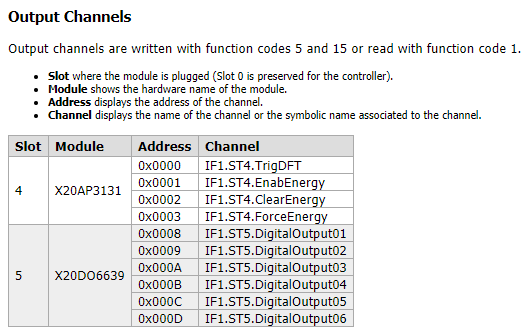 Output Channels
Output channels are written with function codes 5 and 15 or read with function code 1.
Slot where the module is plugged (Slot 0 is preserved for the controller).
Module shows the hardware name of the module.
Address displays the address of the channel.
Channel displays the name of the channel or the symbolic name associated to the channel.
Slot Module Address Channel
4 X20AP3131 0x0000 IF1.ST4.TrigDFT
0x0001 IF1.ST4.EnabEnergy
0x0002 IF1.ST4.ClearEnergy
0x0003 IF1.ST4.ForceEnergy
5 X20DO6639 0x0008 IF1.ST5.DigitalOutput01
0x0009 IF1.ST5.DigitalOutput02
0x000A IF1.ST5.DigitalOutput03
0x000B IF1.ST5.DigitalOutput04
0x000C IF1.ST5.DigitalOutput05
0x000D IF1.ST5.DigitalOutput06